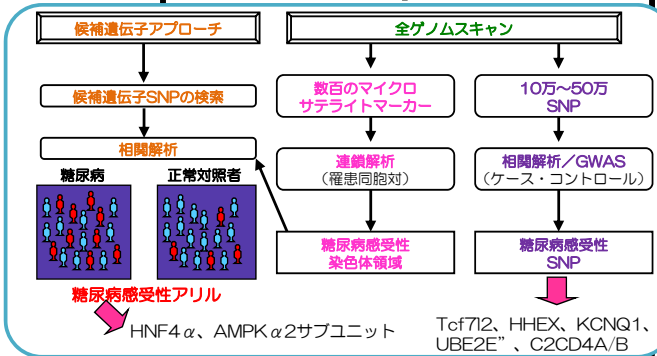 候補遺伝子アプローチ
全ゲノムスキャン
候補遺伝子SNPの検索
数百のマイクロ
サテライトマーカー
10万~50万
SNP
相関解析
糖尿病
正常対照者
連鎖解析
(罹患同胞対)
相関解析/GWAS
(ケース・コントロール)
糖尿病感受性
染色体領域
糖尿病感受性
SNP
糖尿病感受性アリル
HNF4α、AMPKα2サブユニット
Tcf7l2、HHEX、KCNQ1、
UBE2E”、C2CD4A/B